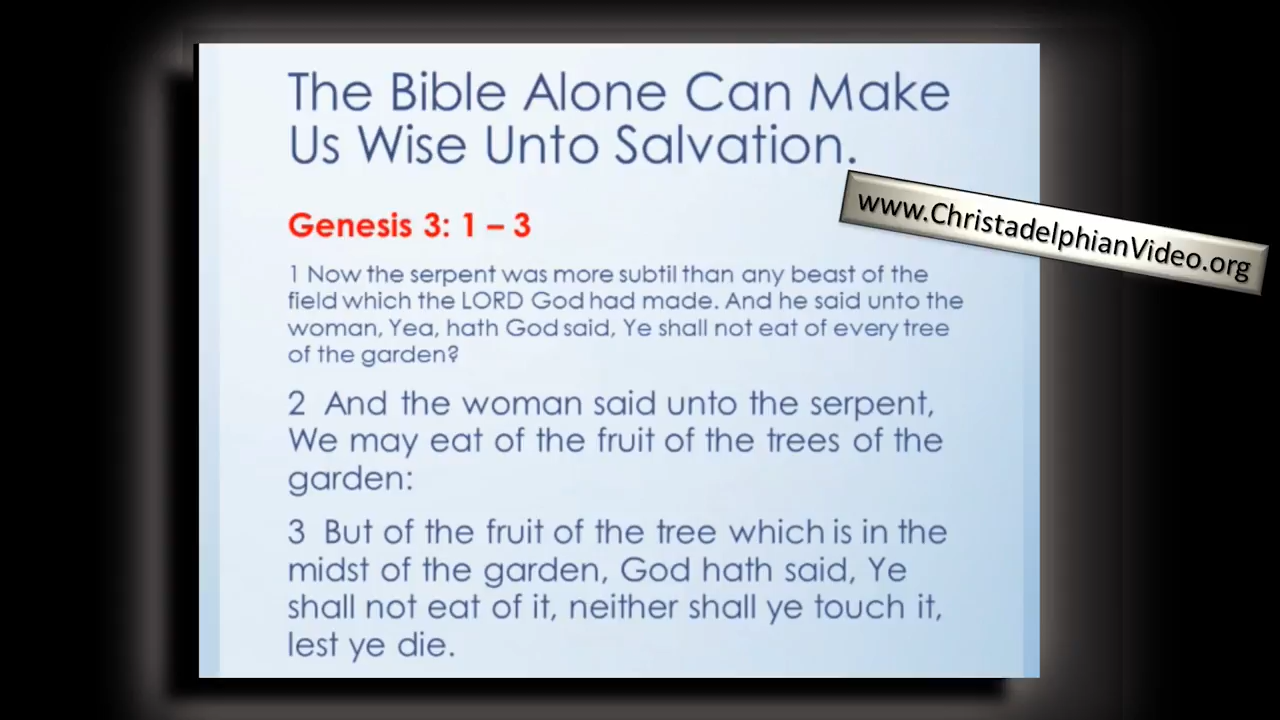 The Bible Alone Can Make
Us Wise Unto Salvation.
www.ChristadelphianVideo.org
Genesis 3: 1 – 3
1 Now the serpent was more subtil than any beast of the
field which the LORD God had made. And he said unto the
woman, Yea, hath God said, Ye shall not eat of every tree
of the garden?
2 And the woman said unto the serpent,
We may eat of the fruit of the trees of the
garden:
3 But of the fruit of the tree which is in the
midst of the garden, God hath said, Ye
shall not eat of it, neither shall ye touch it,
lest ye die.